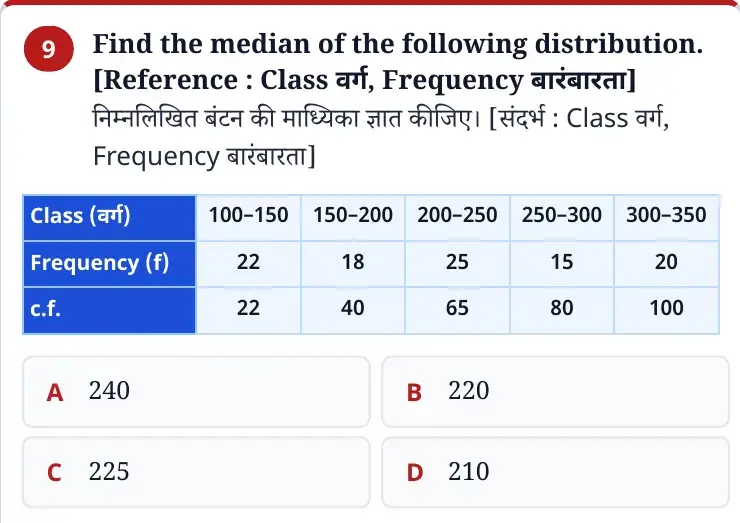 9 Find the median of the following distribution.
[Reference : Class वर्ग, Frequency बारंबारता]
निम्नलिखित बंटन की माध्यिका ज्ञात कीजिए। [संदर्भ : Class वर्ग,
Frequency बारंबारता]
Class (वर्ग) 100–150 150–200 200–250 250–300 300–350
Frequency (f) 22 18 25 15 20
c.f. 22 40 65 80 100
A 240 B 220
C 225 D 210